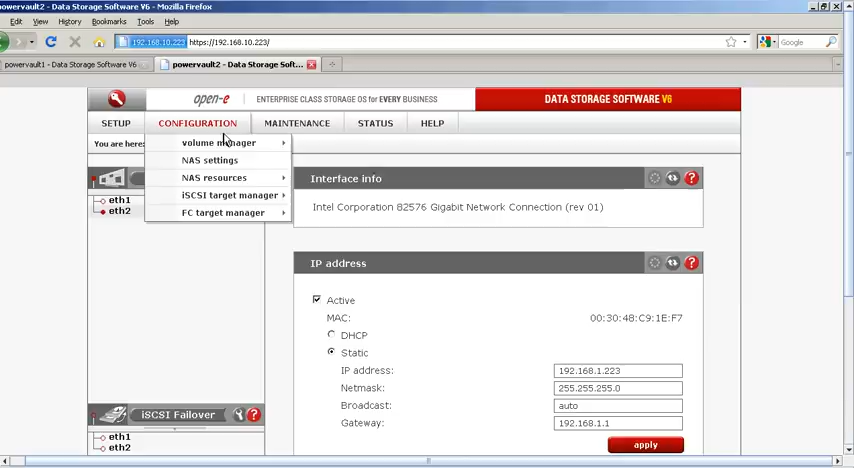 powervault2 - Data Storage Software V6 - Mozilla Firefox
Edit View History Bookmarks Tools Help
192.168.10.223 https://192.168.10.223/
Google
powervault1 - Data Storage Software V6
powervault2 - Data Storage Soft...
open-e ENTERPRISE CLASS STORAGE OS for EVERY BUSINESS
DATA STORAGE SOFTWARE V6
SETUP CONFIGURATION MAINTENANCE STATUS HELP
You are here:
volume manager
NAS settings
NAS resources
iSCSI target manager
FC target manager
eth1
eth2
Interface info
Intel Corporation 82576 Gigabit Network Connection (rev 01)
IP address
Active
MAC: 00:30:48:C9:1E:F7
DHCP
Static
IP address: 192.168.1.223
Netmask: 255.255.255.0
Broadcast: auto
Gateway: 192.168.1.1
apply
iSCSI Failover
eth1
eth2